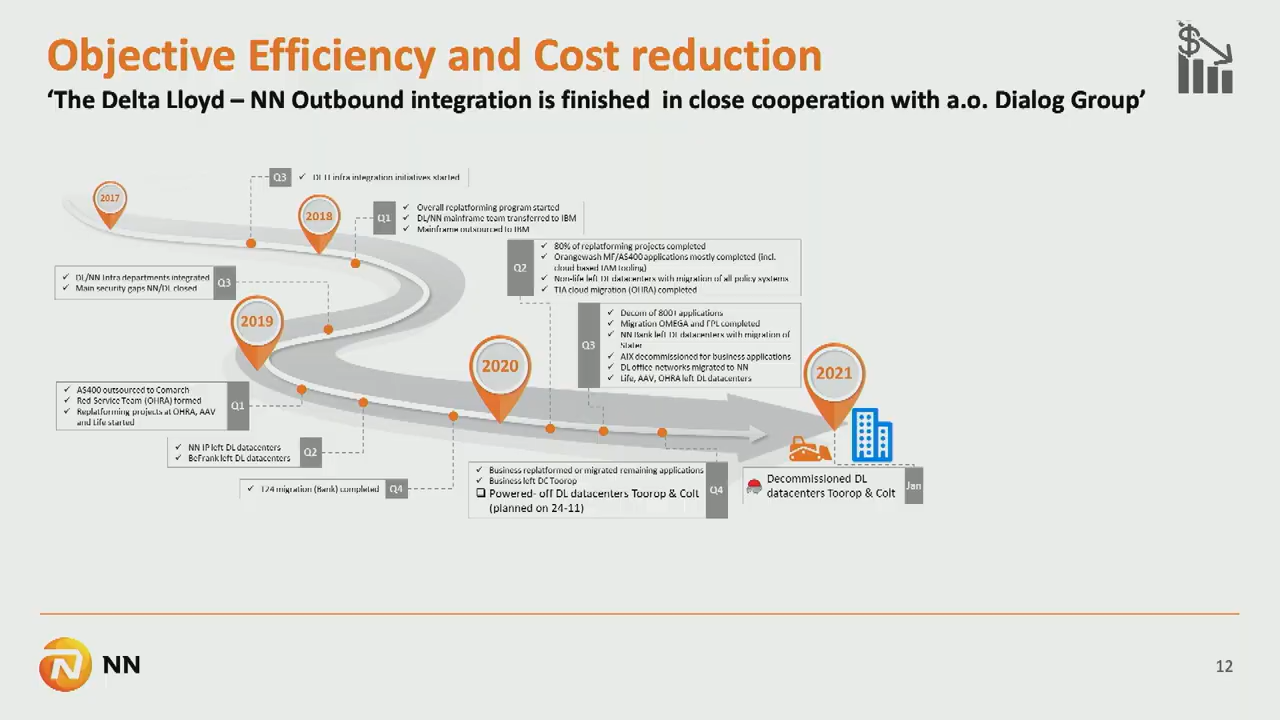 Objective Efficiency and Cost reduction
‘The Delta Lloyd – NN Outbound integration is finished in close cooperation with a.o. Dialog Group’
2017
Q3
✓ DL IT infra integration initiatives started
2018
Q1
✓ Overall replatforming program started
✓ DL/NN mainframe team transferred to IBM
✓ Mainframe outsourced to IBM
✓ DL/NN Infra departments integrated
✓ Main security gaps NN/DL closed
Q3
2019
✓ AS400 outsourced to Comarch
✓ Red Service Team (OHRA) formed
✓ Replatforming projects at OHRA, AAV
and Life started
Q1
✓ NN IP left DL datacenters
✓ BeFrank left DL datacenters
Q2
✓ T24 migration (Bank) completed
Q4
2020
Q2
✓ 80% of replatforming projects completed
✓ Orangewash MF/AS400 applications mostly completed (incl.
cloud based IAM tooling)
✓ Non-life left DL datacenters with migration of all policy systems
✓ TIA cloud migration (OHRA) completed
Q3
✓ Decom of 800+ applications
✓ Migration OMEGA and FPL completed
✓ NN Bank left DL datacenters with migration of
Stater
✓ AIX decommissioned for business applications
✓ DL office networks migrated to NN
✓ Life, AAV, OHRA left DL datacenters
✓ Business replatformed or migrated remaining applications
✓ Business left DC Toorop
❑ Powered- off DL datacenters Toorop & Colt
(planned on 24-11)
Q4
2021
Decommissioned DL
datacenters Toorop & Colt
Jan
NN
12